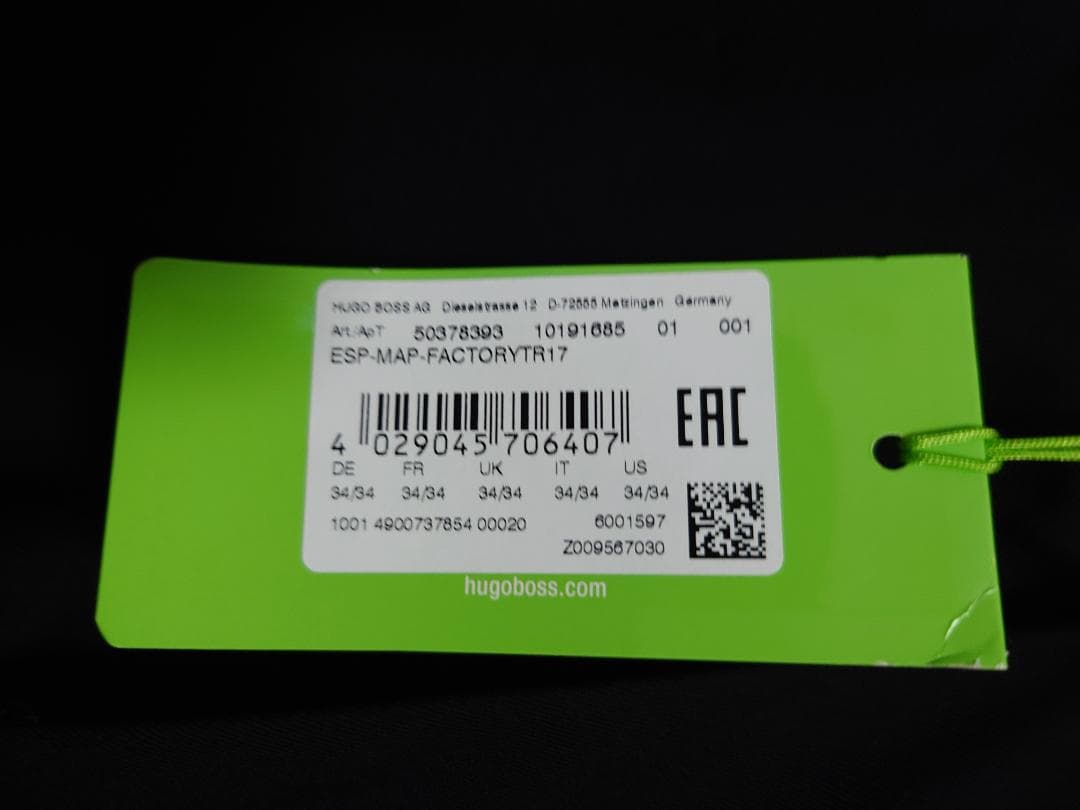 HUGO BOSS AG Dieselstrasse 12 D-72555 Metzingen Germany
Art./АрТ 50378393 10191685 01 001
ESP-MAP-FACTORYTR17
4 029045 706407
EAC
DE FR UK IT US
34/34 34/34 34/34 34/34 34/34
1001 4900737854 00020 6001597
Z009567030
hugoboss.com